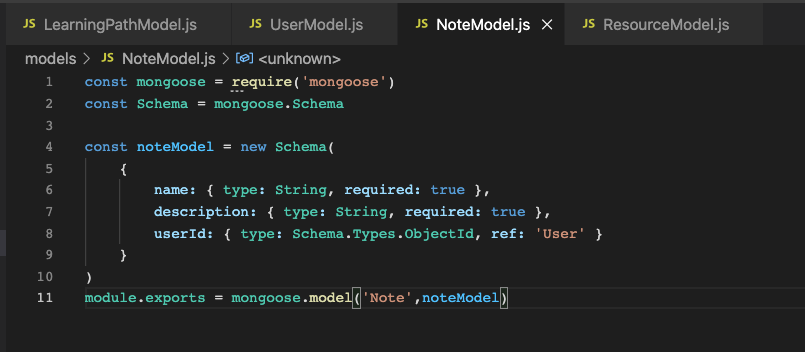 JS LearningPathModel.js JS UserModel.js JS NoteModel.js × JS ResourceModel.js
models > JS NoteModel.js > <unknown>
1 const mongoose = require('mongoose')
2 const Schema = mongoose.Schema
3
4 const noteModel = new Schema(
5 {
6 name: { type: String, required: true },
7 description: { type: String, required: true },
8 userId: { type: Schema.Types.ObjectId, ref: 'User' }
9 }
10 )
11 module.exports = mongoose.model('Note',noteModel)